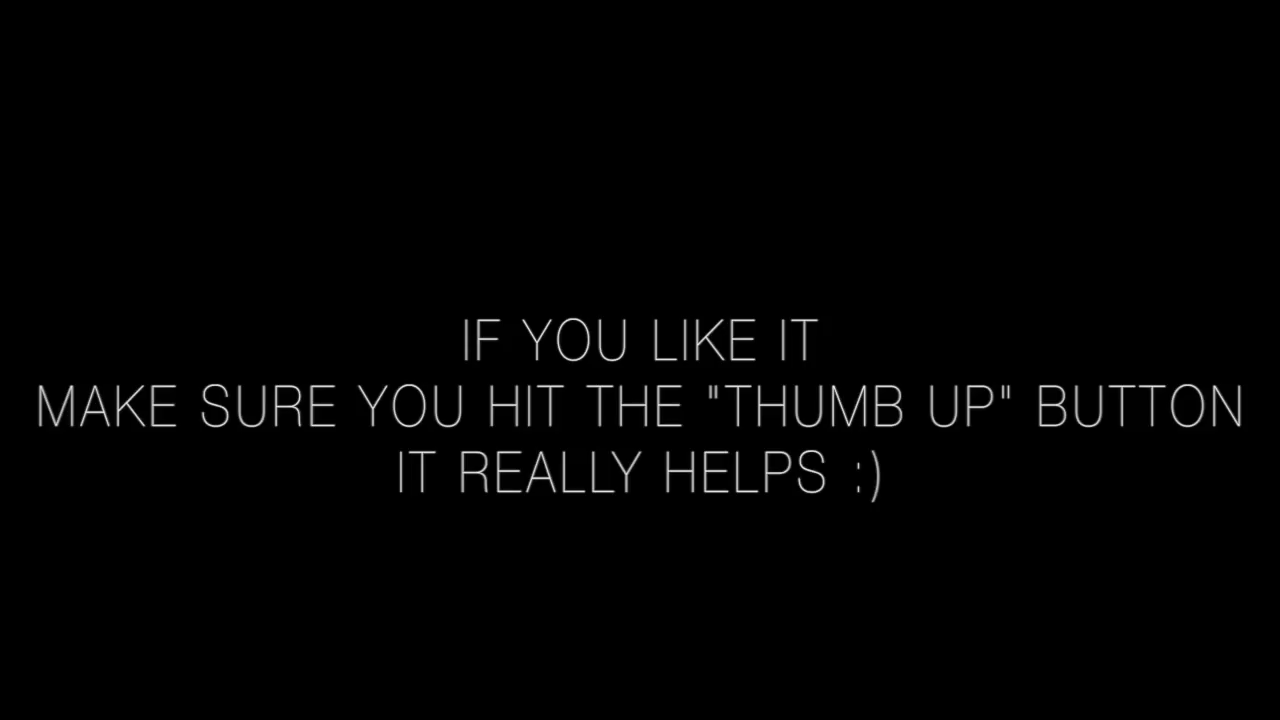 IF YOU LIKE IT
MAKE SURE YOU HIT THE "THUMB UP" BUTTON
IT REALLY HELPS :)